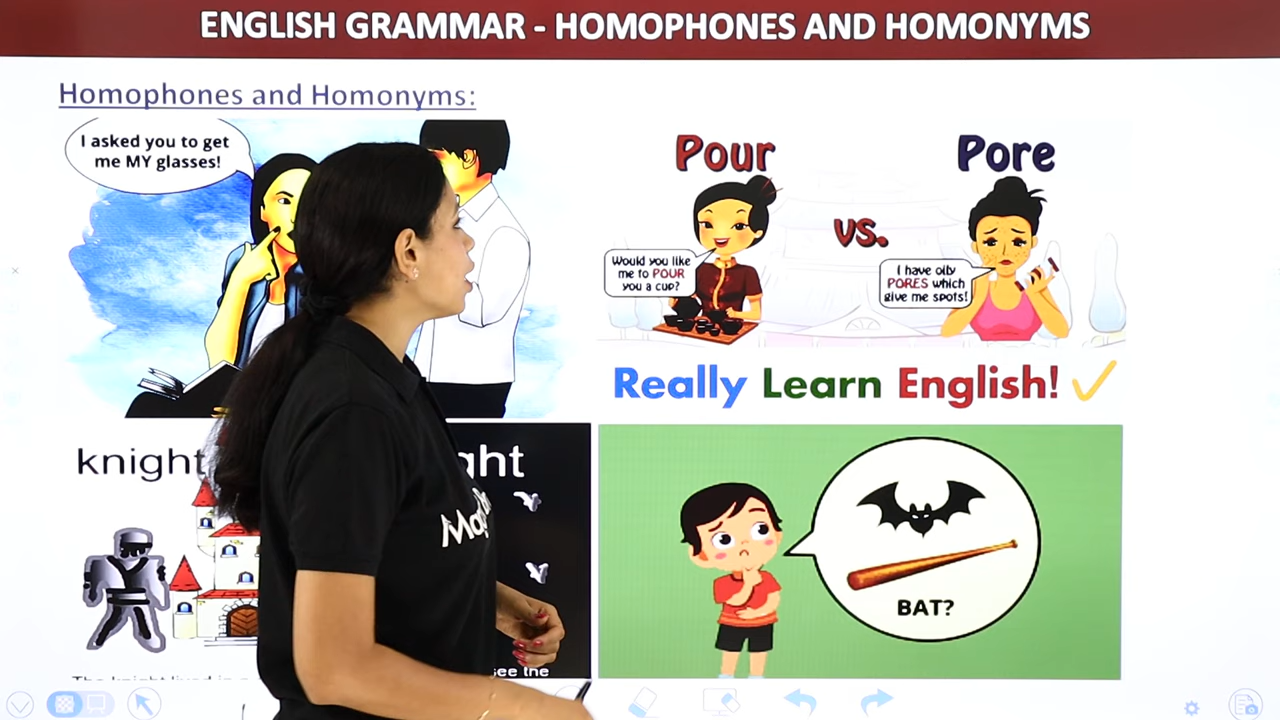 ENGLISH GRAMMAR - HOMOPHONES AND HOMONYMS
Homophones and Homonyms:
I asked you to get
me MY glasses!
Pour
Pore
vs.
Would you like
me to POUR
you a cup?
I have oily
PORES which
give me spots!
Really Learn English!
knight
BAT?
see the